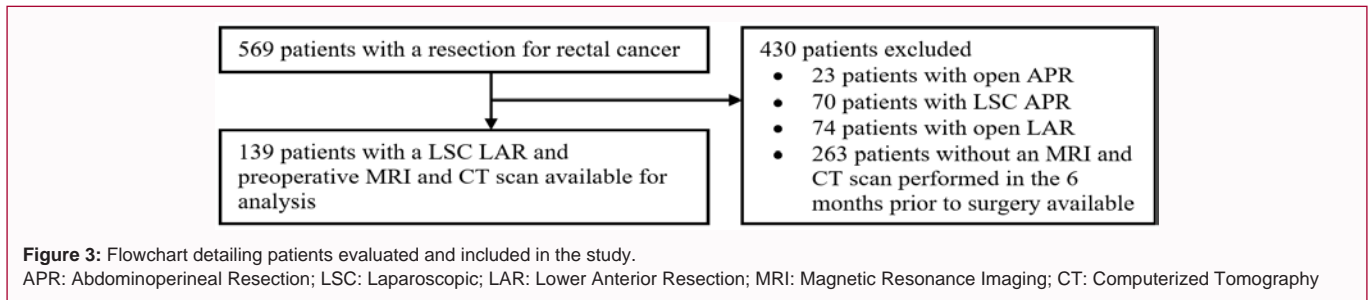 569 patients with a resection for rectal cancer
139 patients with a LSC LAR and
preoperative MRI and CT scan available for
analysis
430 patients excluded
• 23 patients with open APR
• 70 patients with LSC APR
• 74 patients with open LAR
• 263 patients without an MRI and
CT scan performed in the 6
months prior to surgery available
Figure 3: Flowchart detailing patients evaluated and included in the study.
APR: Abdominoperineal Resection; LSC: Laparoscopic; LAR: Lower Anterior Resection; MRI: Magnetic Resonance Imaging; CT: Computerized Tomography